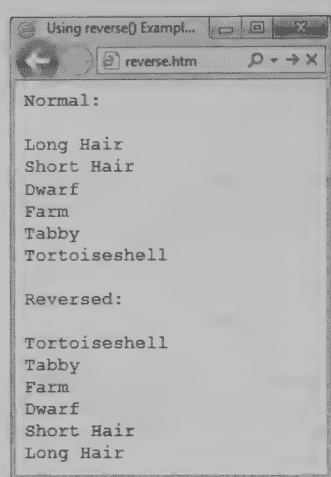 Using reverse() Exampl...
reverse.htm
Normal:
Long Hair
Short Hair
Dwarf
Farm
Tabby
Tortoiseshell
Reversed:
Tortoiseshell
Tabby
Farm
Dwarf
Short Hair
Long Hair